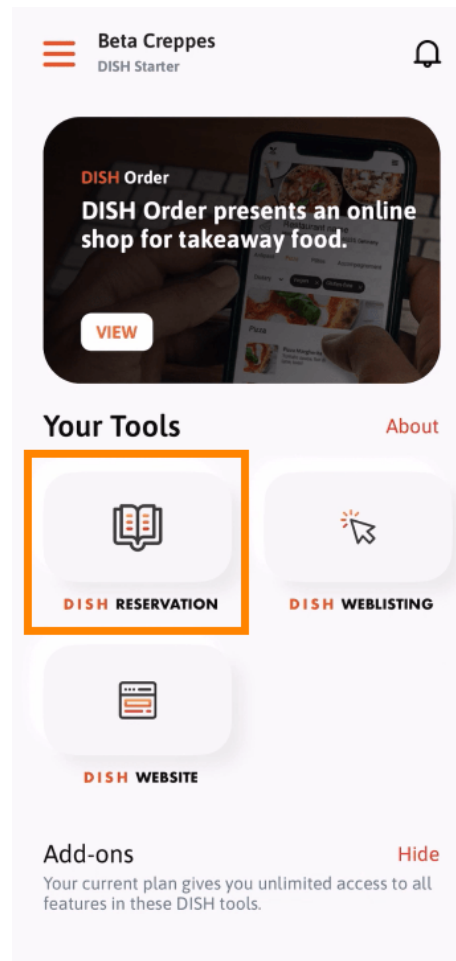 Beta Creppes
DISH Starter
DISH Order
DISH Order presents an online
shop for takeaway food.
VIEW
Your Tools
About
DISH RESERVATION
DISH WEBLISTING
DISH WEBSITE
Add-ons
Hide
Your current plan gives you unlimited access to all
features in these DISH tools.